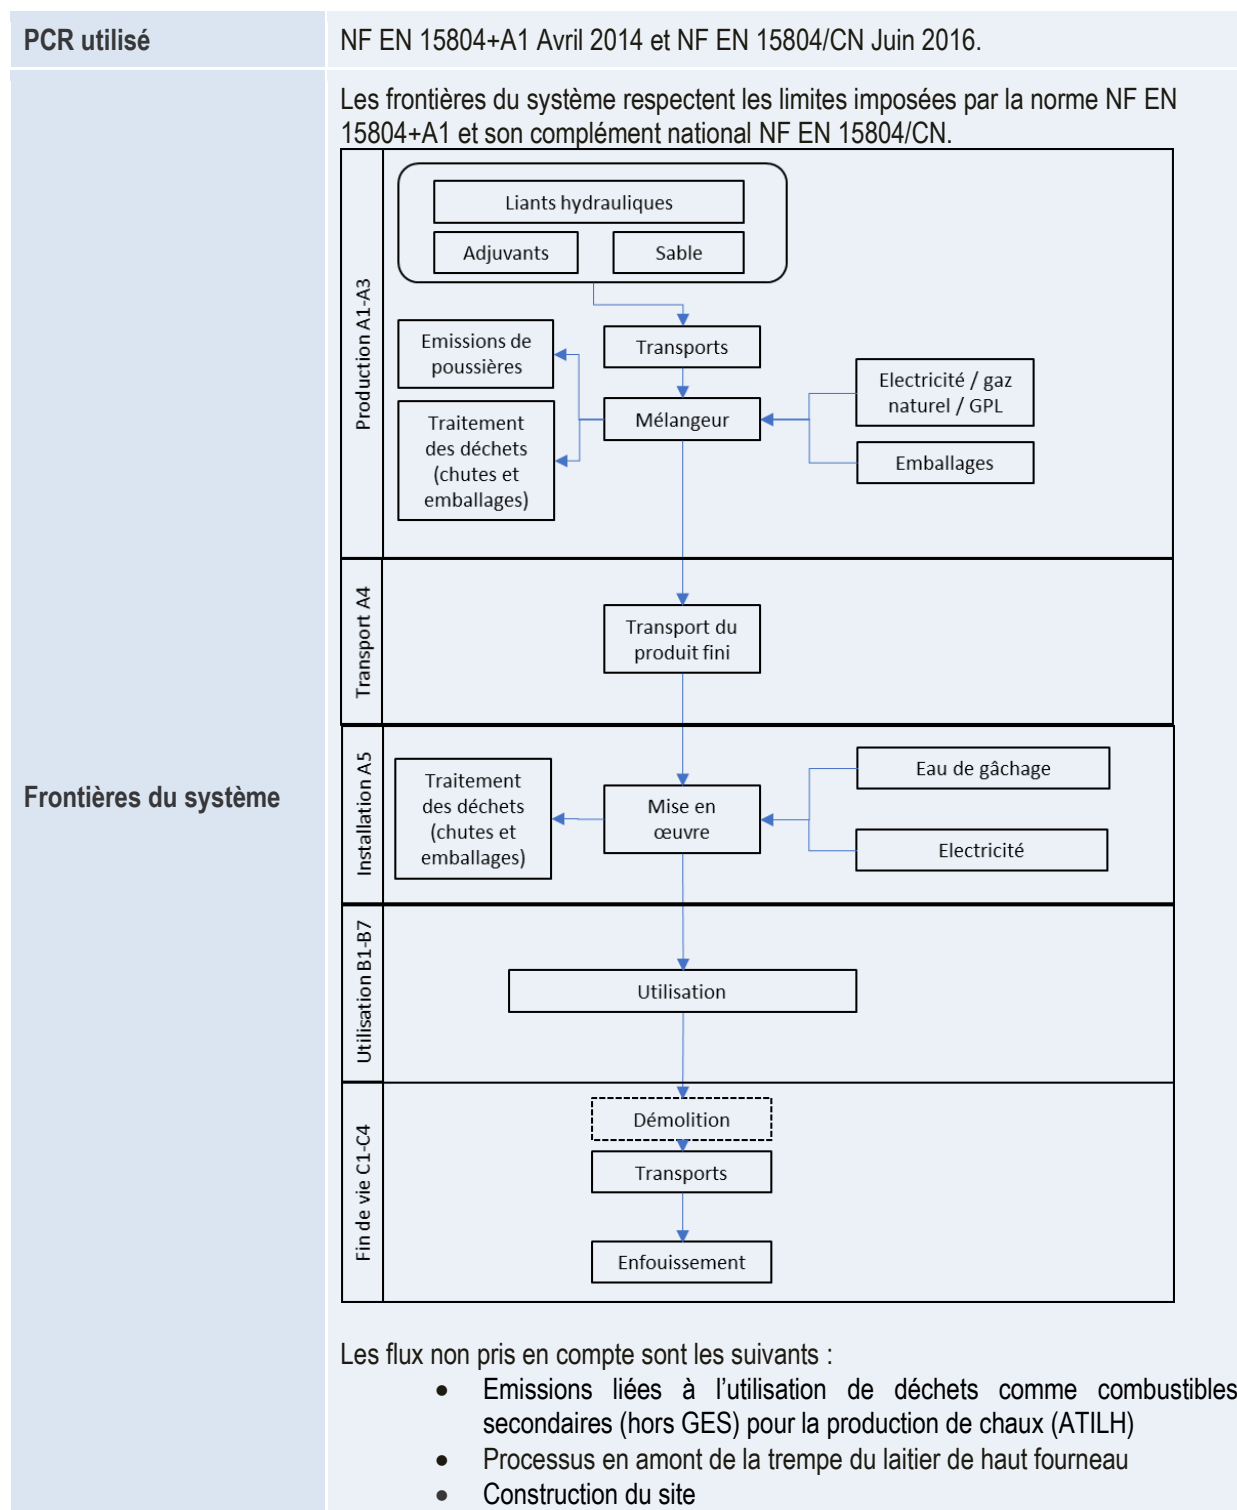 PCR utilisé
NF EN 15804+A1 Avril 2014 et NF EN 15804/CN Juin 2016.
Frontières du système
Les frontières du système respectent les limites imposées par la norme NF EN
15804+A1 et son complément national NF EN 15804/CN.
Production A1-A3
Liants hydrauliques
Adjuvants
Sable
Transports
Emissions de
poussières
Mélangeur
Electricité / gaz
naturel / GPL
Traitement
des déchets
(chutes et
emballages)
Emballages
Transport A4
Transport du
produit fini
Installation A5
Traitement
des déchets
(chutes et
emballages)
Mise en
œuvre
Eau de gâchage
Electricité
Utilisation B1-B7
Utilisation
Fin de vie C1-C4
Démolition
Transports
Enfouissement
Les flux non pris en compte sont les suivants :
• Emissions liées à l’utilisation de déchets comme combustibles
secondaires (hors GES) pour la production de chaux (ATILH)
• Processus en amont de la trempe du laitier de haut fourneau
• Construction du site